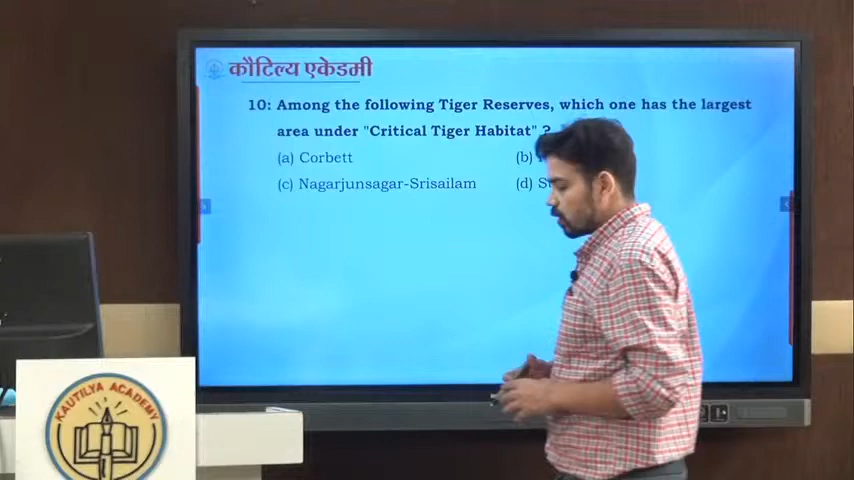 कौटिल्य एकेडमी
10: Among the following Tiger Reserves, which one has the largest
area under "Critical Tiger Habitat" ?
(a) Corbett
(b)
(c) Nagarjunsagar-Srisailam
(d)
KAUTILYA ACADEMY